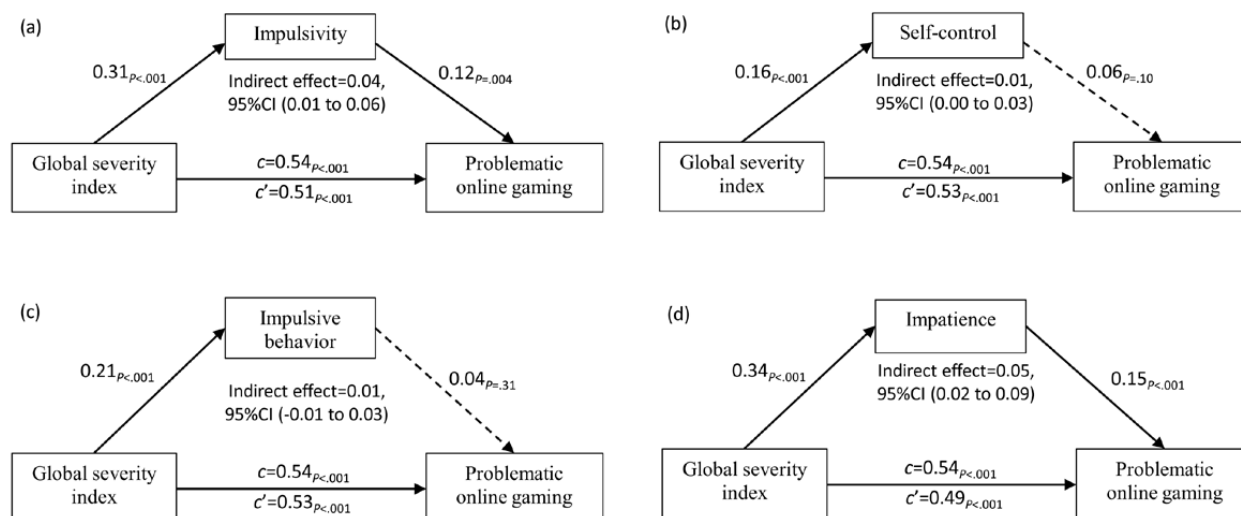 (a)
Impulsivity
0.31P<.001
0.12P=.004
Indirect effect=0.04,
95%CI (0.01 to 0.06)
Global severity
index
c=0.54P<.001
c’=0.51P<.001
Problematic
online gaming
(b)
Self-control
0.16P<.001
0.06P=.10
Indirect effect=0.01,
95%CI (0.00 to 0.03)
Global severity
index
c=0.54P<.001
c’=0.53P<.001
Problematic
online gaming
(c)
Impulsive
behavior
0.21P<.001
0.04P=.31
Indirect effect=0.01,
95%CI (-0.01 to 0.03)
Global severity
index
c=0.54P<.001
c’=0.53P<.001
Problematic
online gaming
(d)
Impatience
0.34P<.001
0.15P<.001
Indirect effect=0.05,
95%CI (0.02 to 0.09)
Global severity
index
c=0.54P<.001
c’=0.49P<.001
Problematic
online gaming